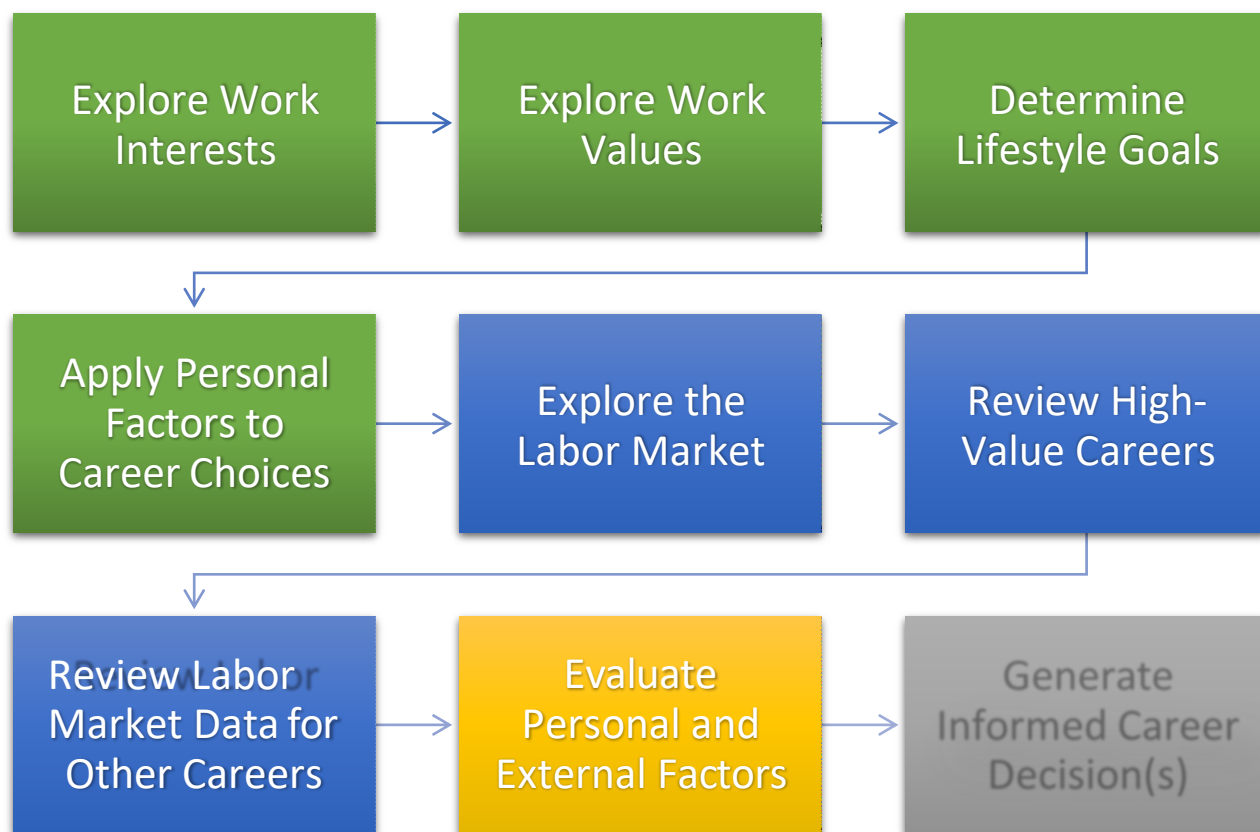 Explore Work
Interests
Explore Work
Values
Determine
Lifestyle Goals
Apply Personal
Factors to
Career Choices
Explore the
Labor Market
Review High-
Value Careers
Review Labor
Market Data for
Other Careers
Evaluate
Personal and
External Factors
Generate
Informed Career
Decision(s)